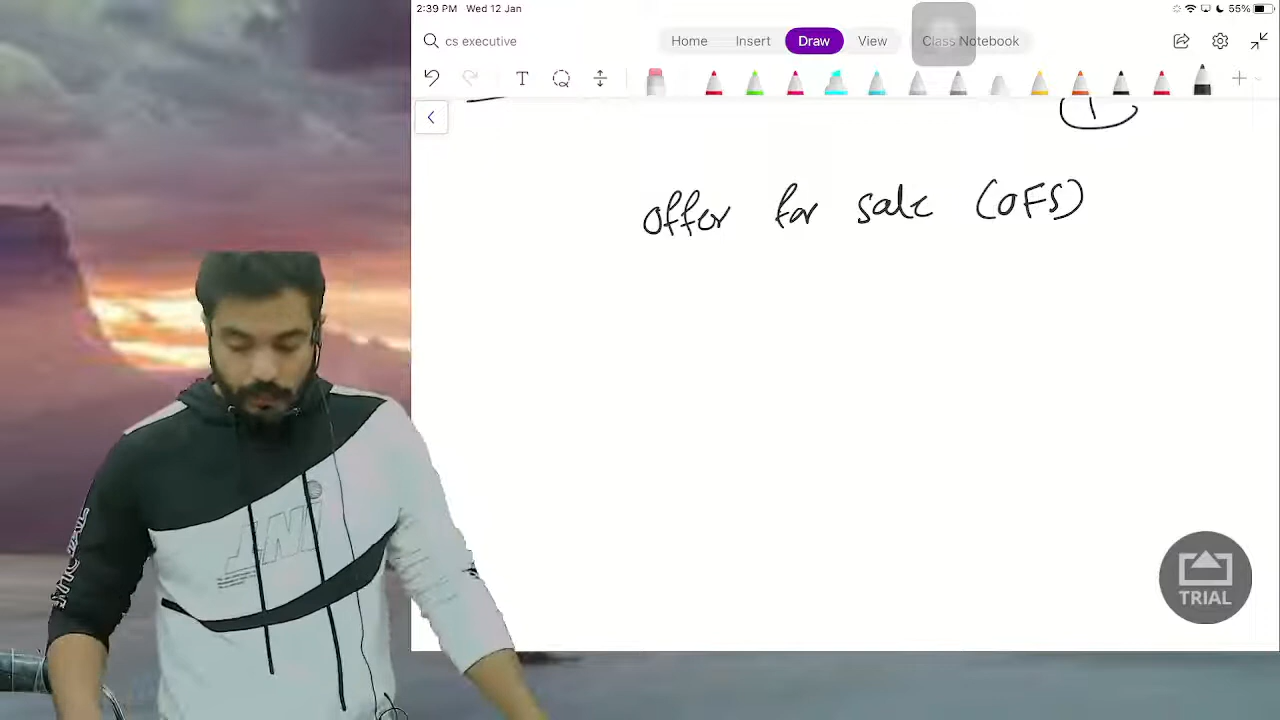 2:39 PM Wed 12 Jan
55%
cs executive
Home Insert Draw View Class Notebook
T
1
offer for sale (OFS)
TRIAL